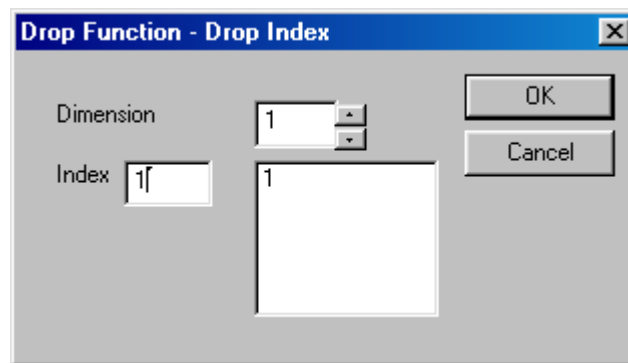 Drop Function - Drop Index
Dimension
1
OK
Cancel
Index
1
1